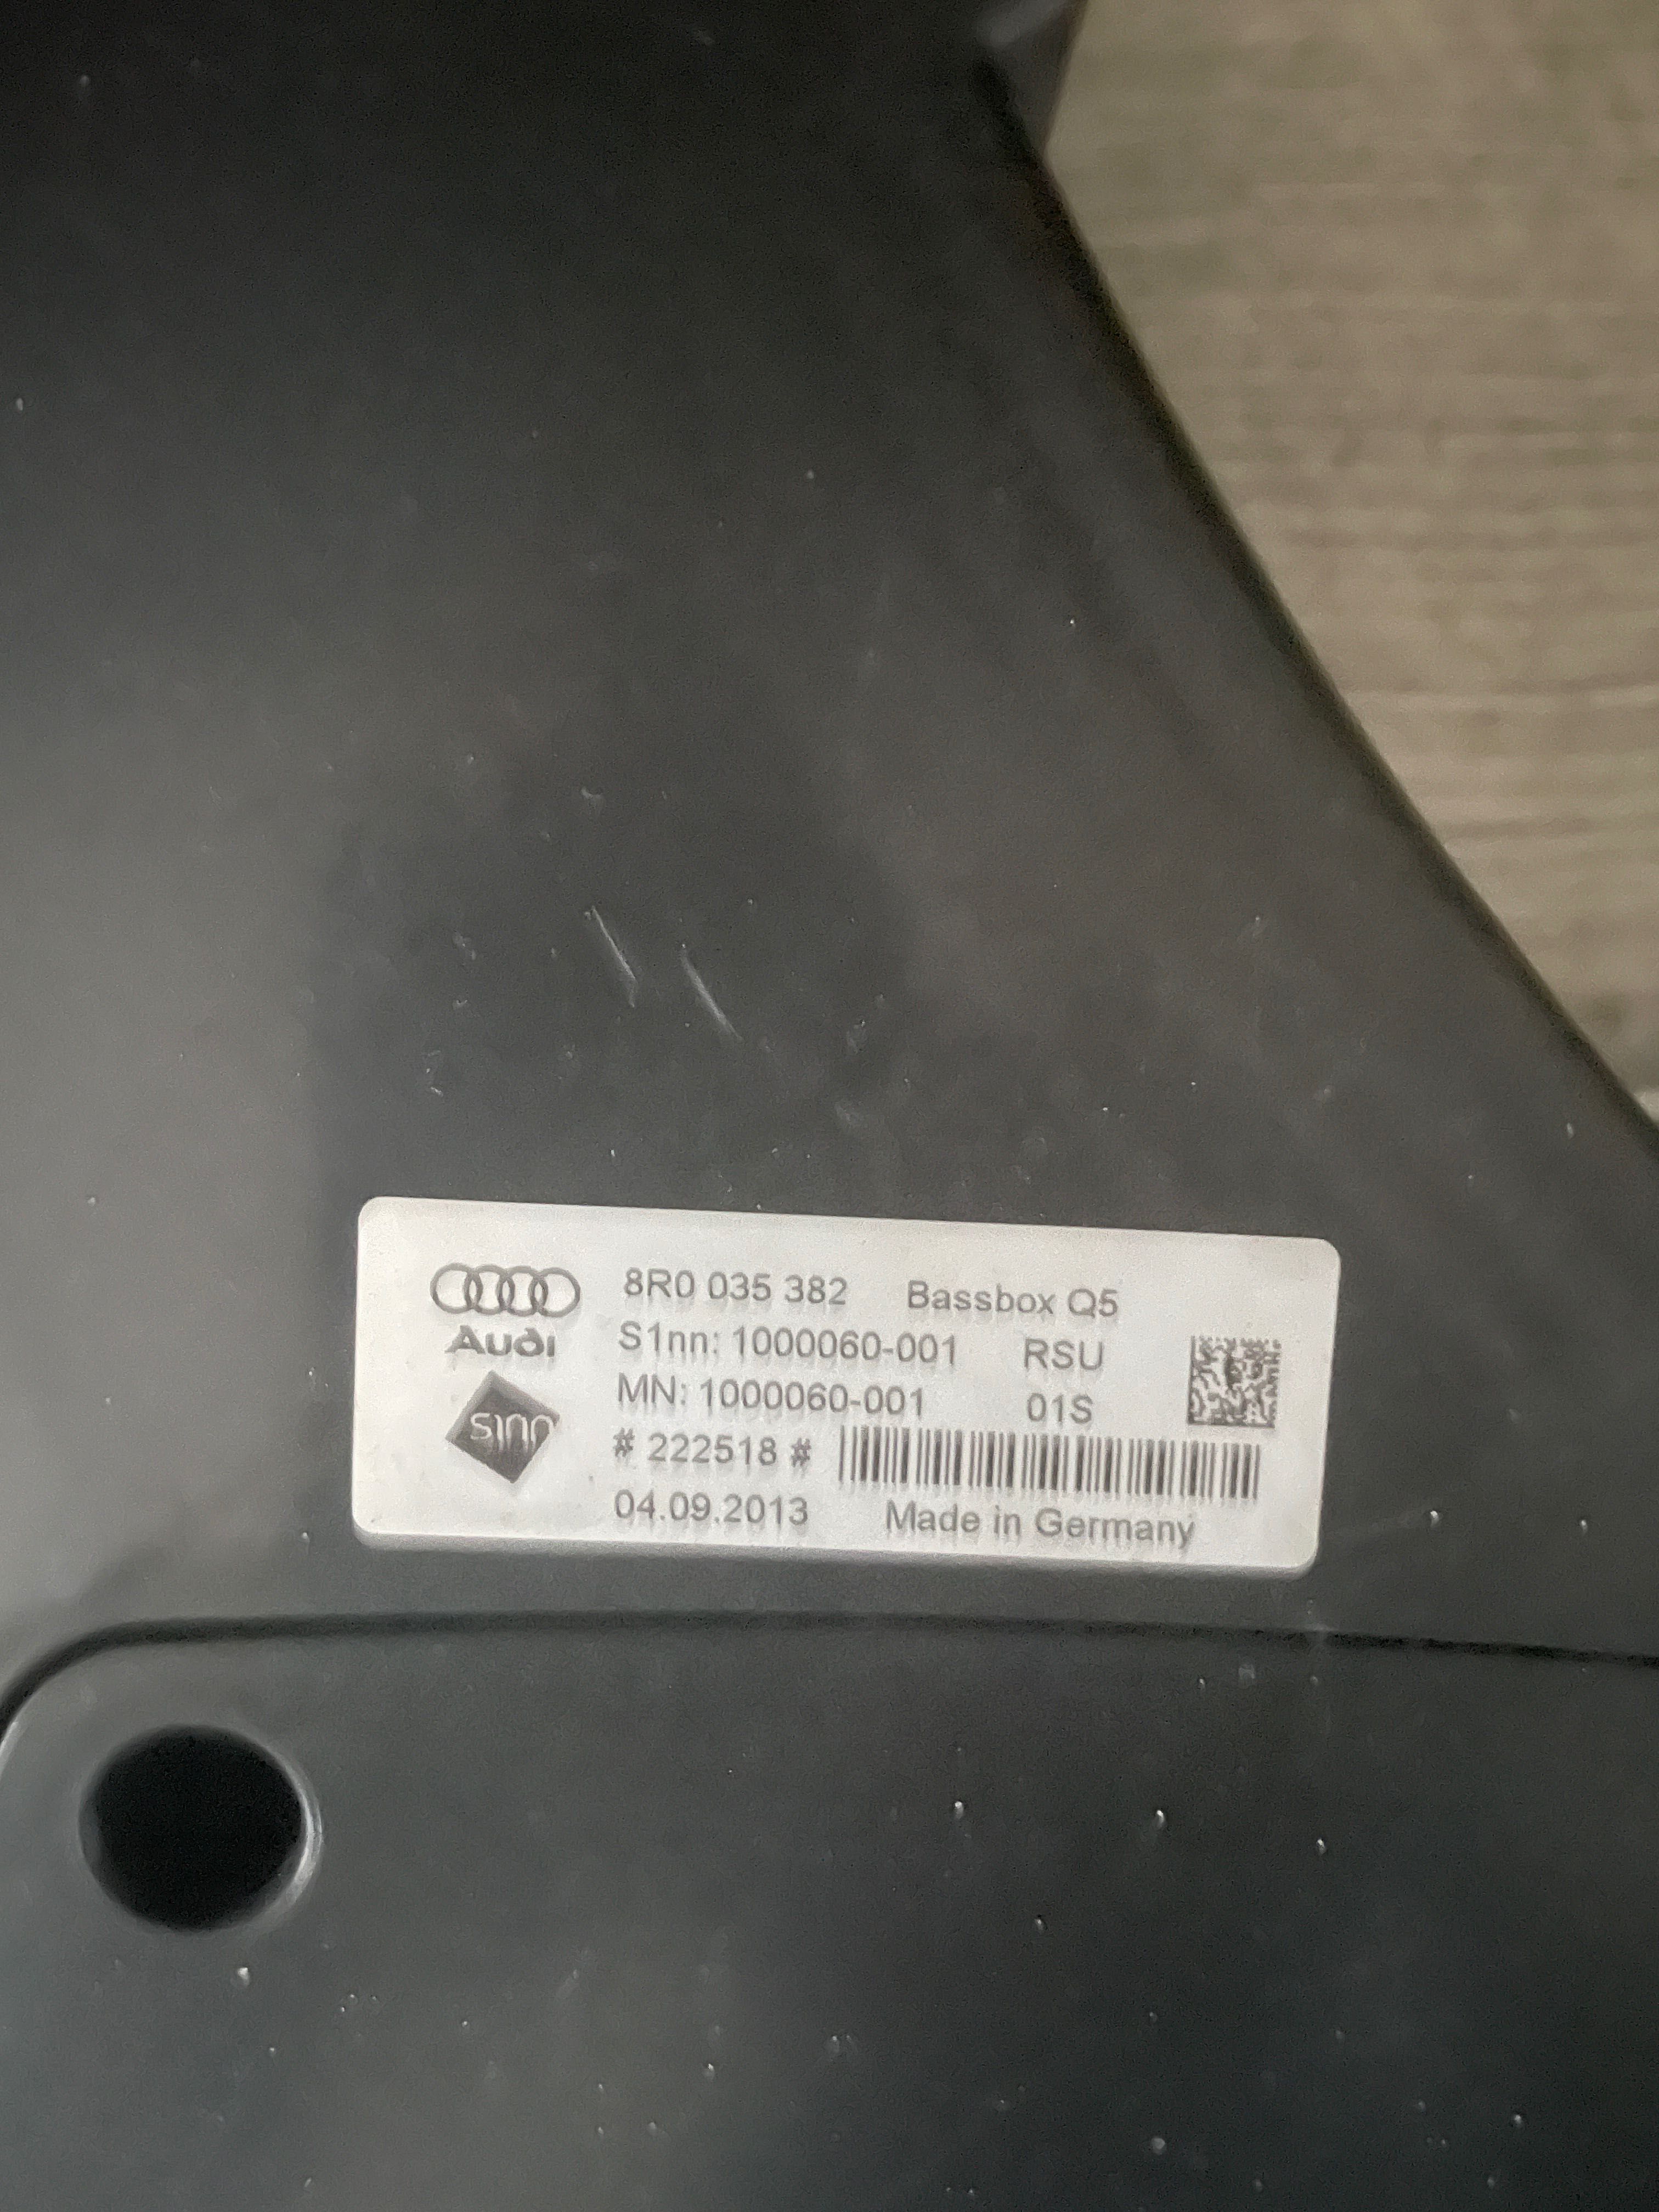 8R0 035 382 Bassbox Q5
Audi
S1nn: 1000060-001 RSU
MN: 1000060-001 01S
s1nn
# 222518 #
04.09.2013 Made in Germany